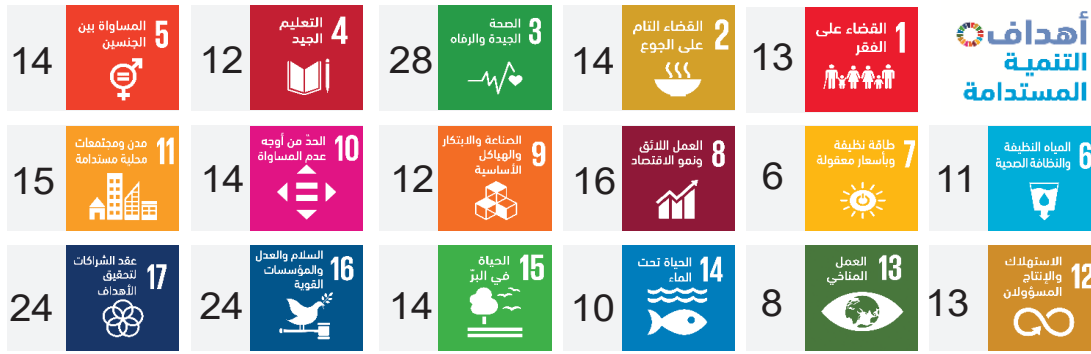 أهداف
التنمية
المستدامة
1 القضاء على
الفقر
13
2 القضاء التام
على الجوع
14
3 الصحة
الجيدة والرفاه
28
4 التعليم
الجيد
12
5 المساواة بين
الجنسين
14
6 المياه النظيفة
والنظافة الصحية
11
7 طاقة نظيفة
وبأسعار معقولة
6
8 العمل اللائق
ونمو الاقتصاد
16
9 الصناعة والابتكار
والهياكل
الأساسية
12
10 الحدّ من أوجه
عدم المساواة
14
11 مدن ومجتمعات
محلية مستدامة
15
12 الاستهلاك
والإنتاج
المسؤولان
13
13 العمل
المناخي
8
14 الحياة تحت
الماء
10
15 الحياة
في البرّ
14
16 السلام والعدل
والمؤسسات
القوية
24
17 عقد الشراكات
لتحقيق
الأهداف
24